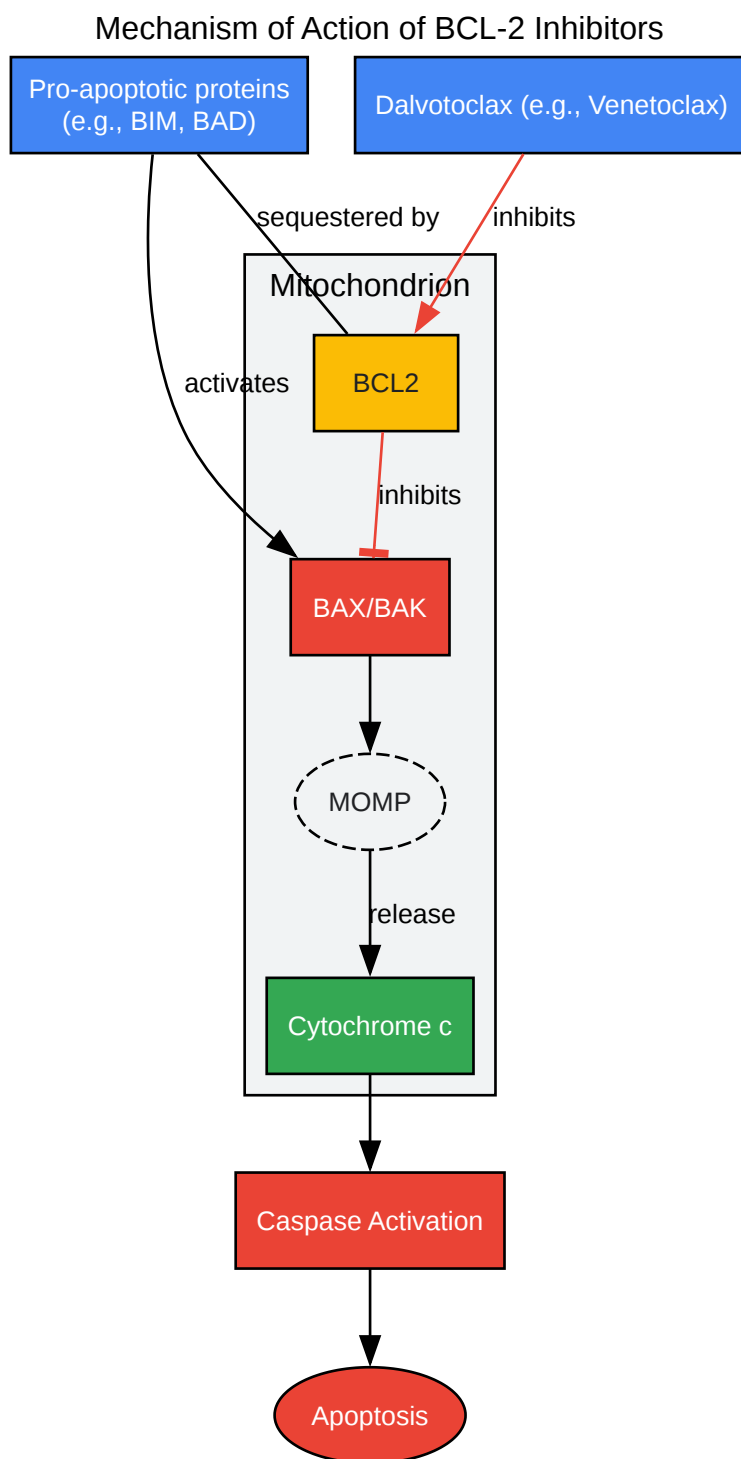 Mechanism of Action of BCL-2 Inhibitors
Pro-apoptotic proteins
(e.g., BIM, BAD)
Dalvotoclax (e.g., Venetoclax)
sequestered by
inhibits
Mitochondrion
BCL2
activates
inhibits
BAX/BAK
MOMP
release
Cytochrome c
Caspase Activation
Apoptosis